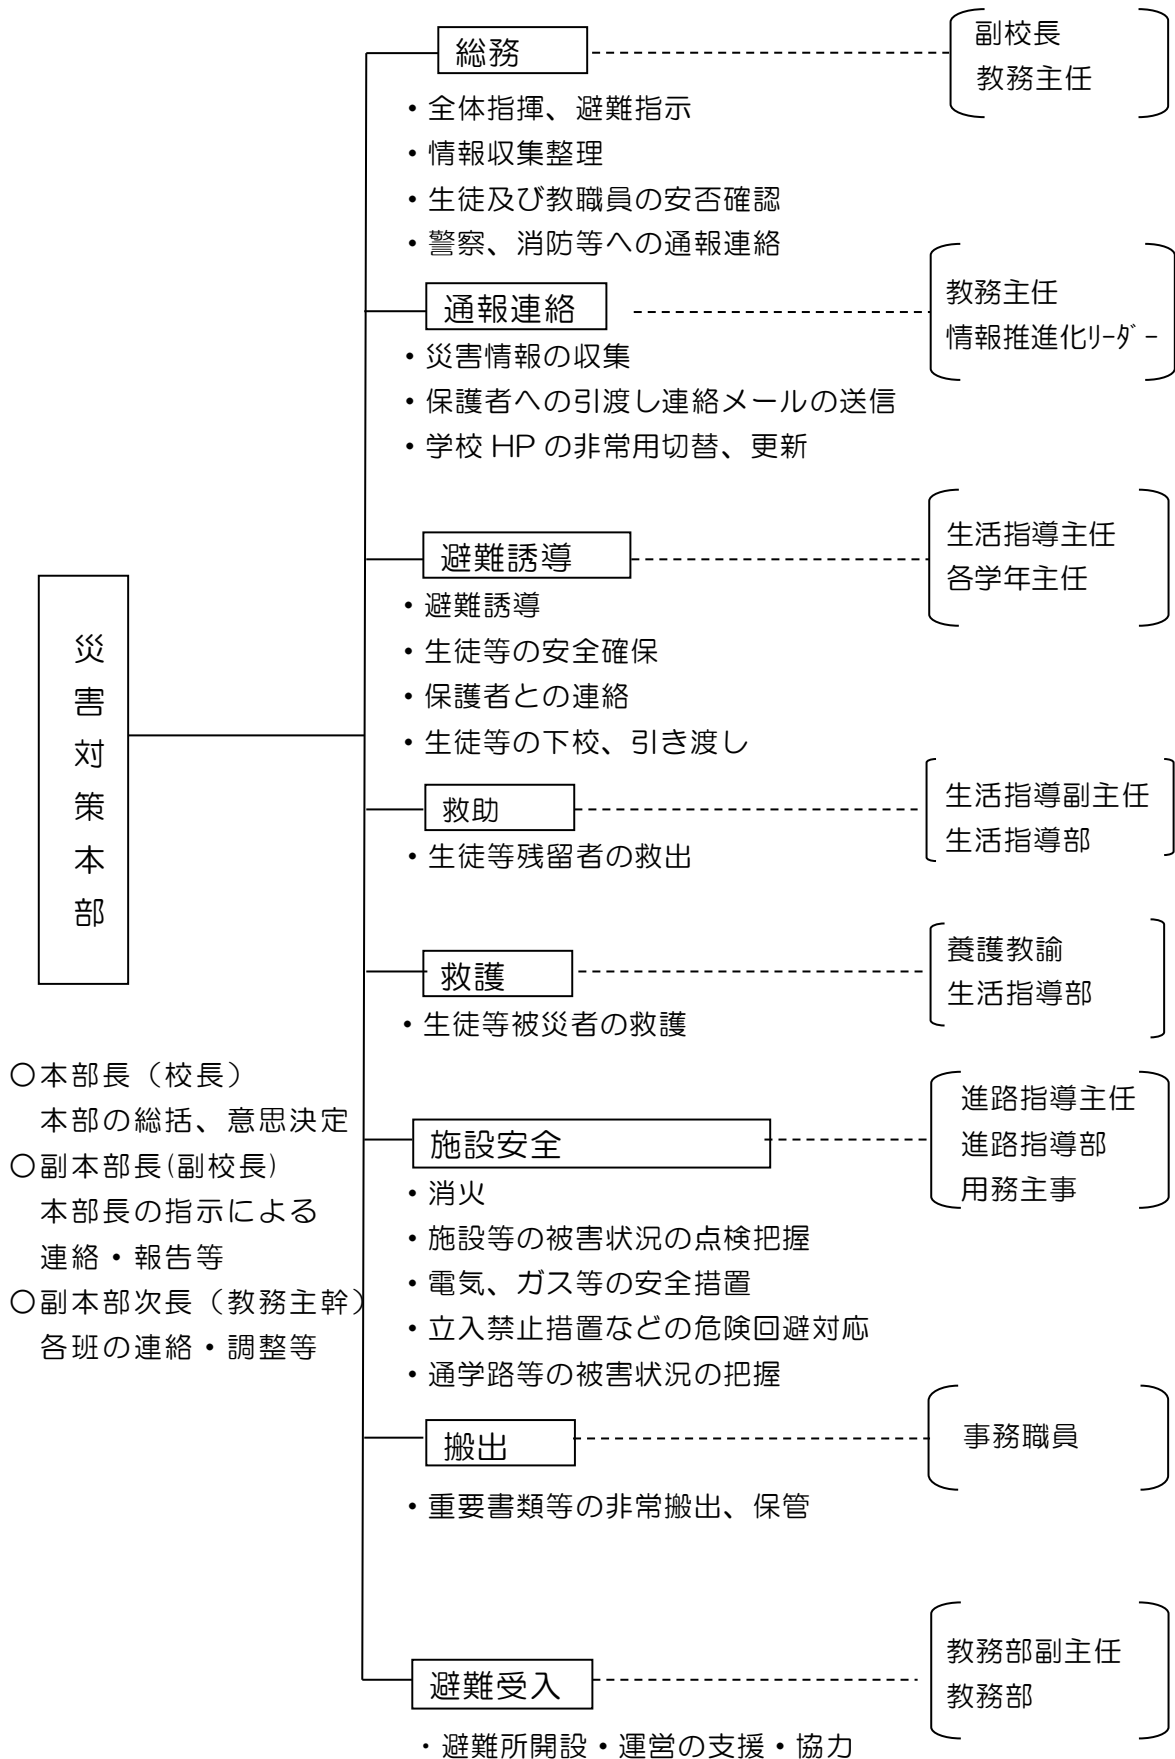 総務
副校長
教務主任
・全体指揮、避難指示
・情報収集整理
・生徒及び教職員の安否確認
・警察、消防等への通報連絡
通報連絡
教務主任
情報推進化ﾘｰﾀﾞｰ
・災害情報の収集
・保護者への引渡し連絡メールの送信
・学校 HP の非常用切替、更新
避難誘導
生活指導主任
各学年主任
・避難誘導
・生徒等の安全確保
・保護者との連絡
・生徒等の下校、引き渡し
災害対策本部
救助
生活指導副主任
生活指導部
・生徒等残留者の救出
救護
養護教諭
生活指導部
・生徒等被災者の救護
〇本部長（校長）
本部の総括、意思決定
〇副本部長(副校長)
本部長の指示による
連絡・報告等
〇副本部次長（教務主幹）
各班の連絡・調整等
施設安全
進路指導主任
進路指導部
用務主事
・消火
・施設等の被害状況の点検把握
・電気、ガス等の安全措置
・立入禁止措置などの危険回避対応
・通学路等の被害状況の把握
搬出
事務職員
・重要書類等の非常搬出、保管
避難受入
教務部副主任
教務部
・避難所開設・運営の支援・協力